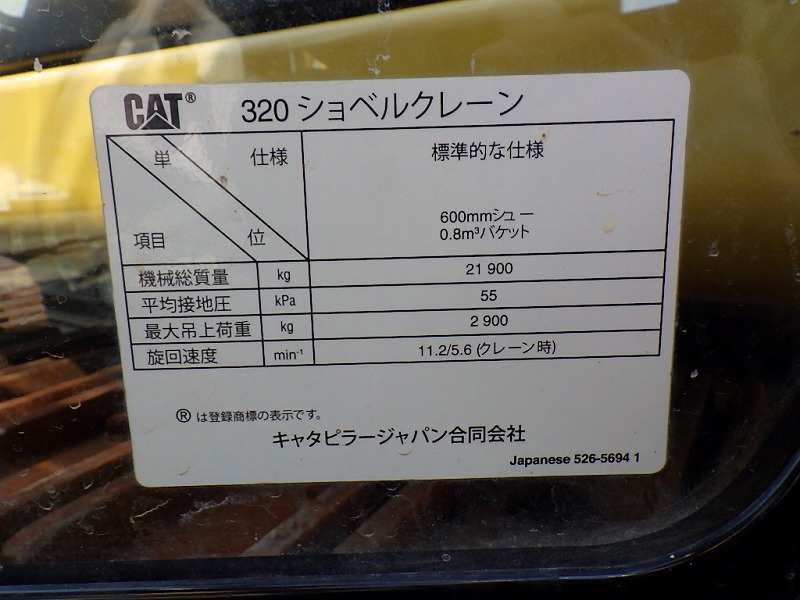 CAT® 320 ショベルクレーン
単 仕様 標準的な仕様
600mmシュー
項目 位 0.8m³バケット
機械総質量 kg 21 900
平均接地圧 kPa 55
最大吊上荷重 kg 2 900
旋回速度 min⁻¹ 11.2/5.6 (クレーン時)
® は登録商標の表示です。
キャタピラージャパン合同会社
Japanese 526-5694 1